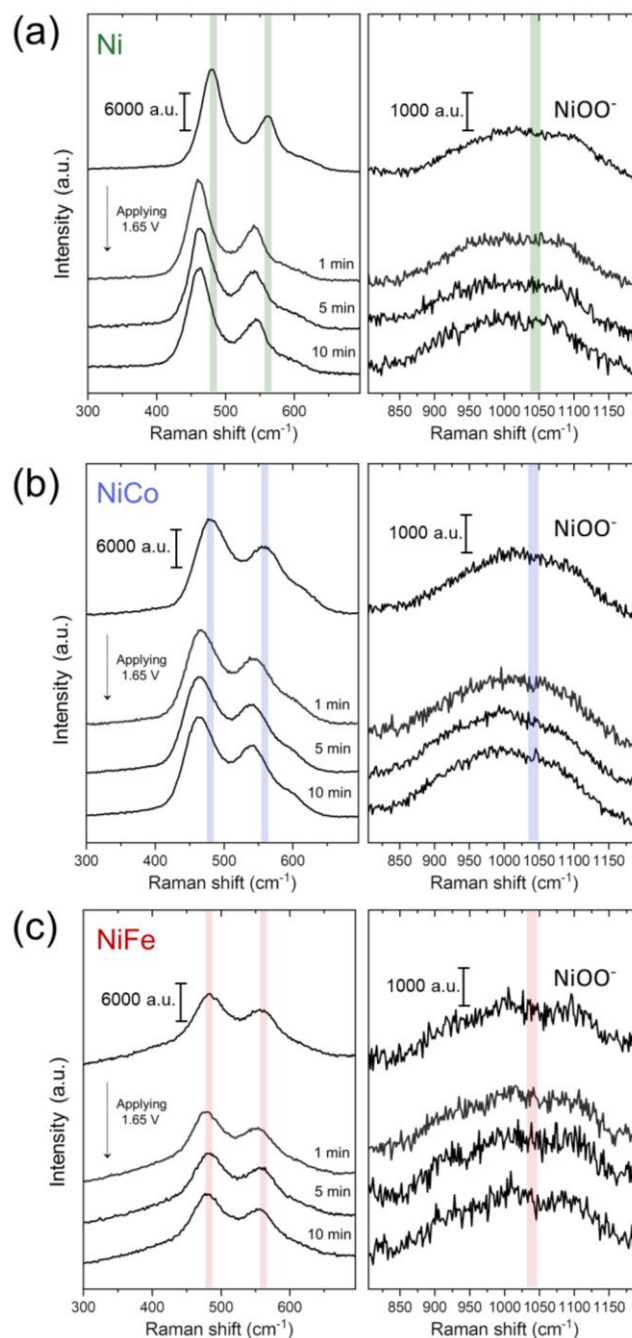 (a)
Ni
6000 a.u.
Applying
1.65 V
1 min
5 min
10 min
1000 a.u.
NiOO⁻
Intensity (a.u.)
300 400 500 600
Raman shift (cm⁻¹)
850 900 950 1000 1050 1100 1150
Raman shift (cm⁻¹)
(b)
NiCo
6000 a.u.
Applying
1.65 V
1 min
5 min
10 min
1000 a.u.
NiOO⁻
Intensity (a.u.)
300 400 500 600
Raman shift (cm⁻¹)
850 900 950 1000 1050 1100 1150
Raman shift (cm⁻¹)
(c)
NiFe
6000 a.u.
Applying
1.65 V
1 min
5 min
10 min
1000 a.u.
NiOO⁻
Intensity (a.u.)
300 400 500 600
Raman shift (cm⁻¹)
850 900 950 1000 1050 1100 1150
Raman shift (cm⁻¹)